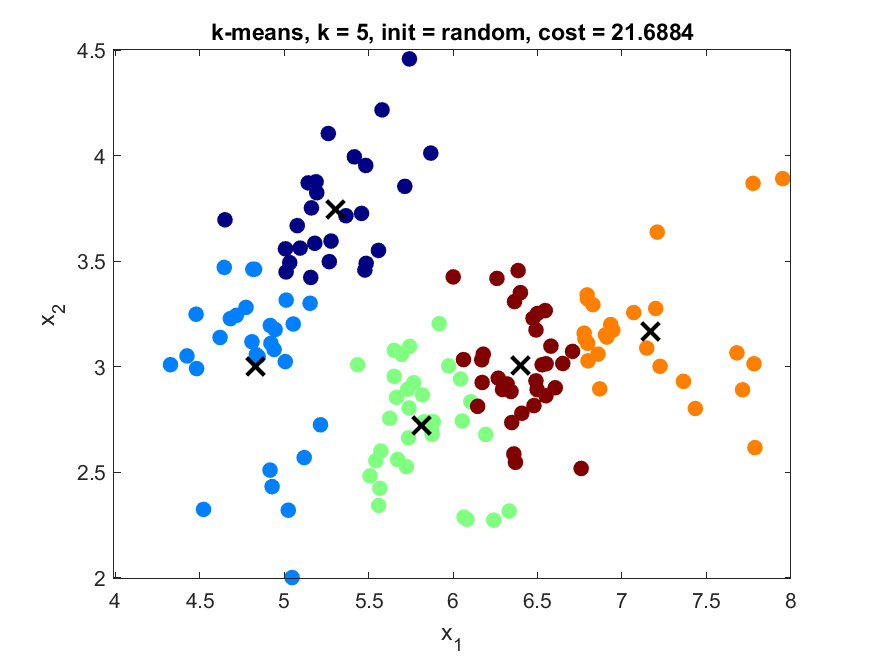 k-means, k = 5, init = random, cost = 21.6884
4.5
4
3.5
3
2.5
2
x2
4 4.5 5 5.5 6 6.5 7 7.5 8
x1